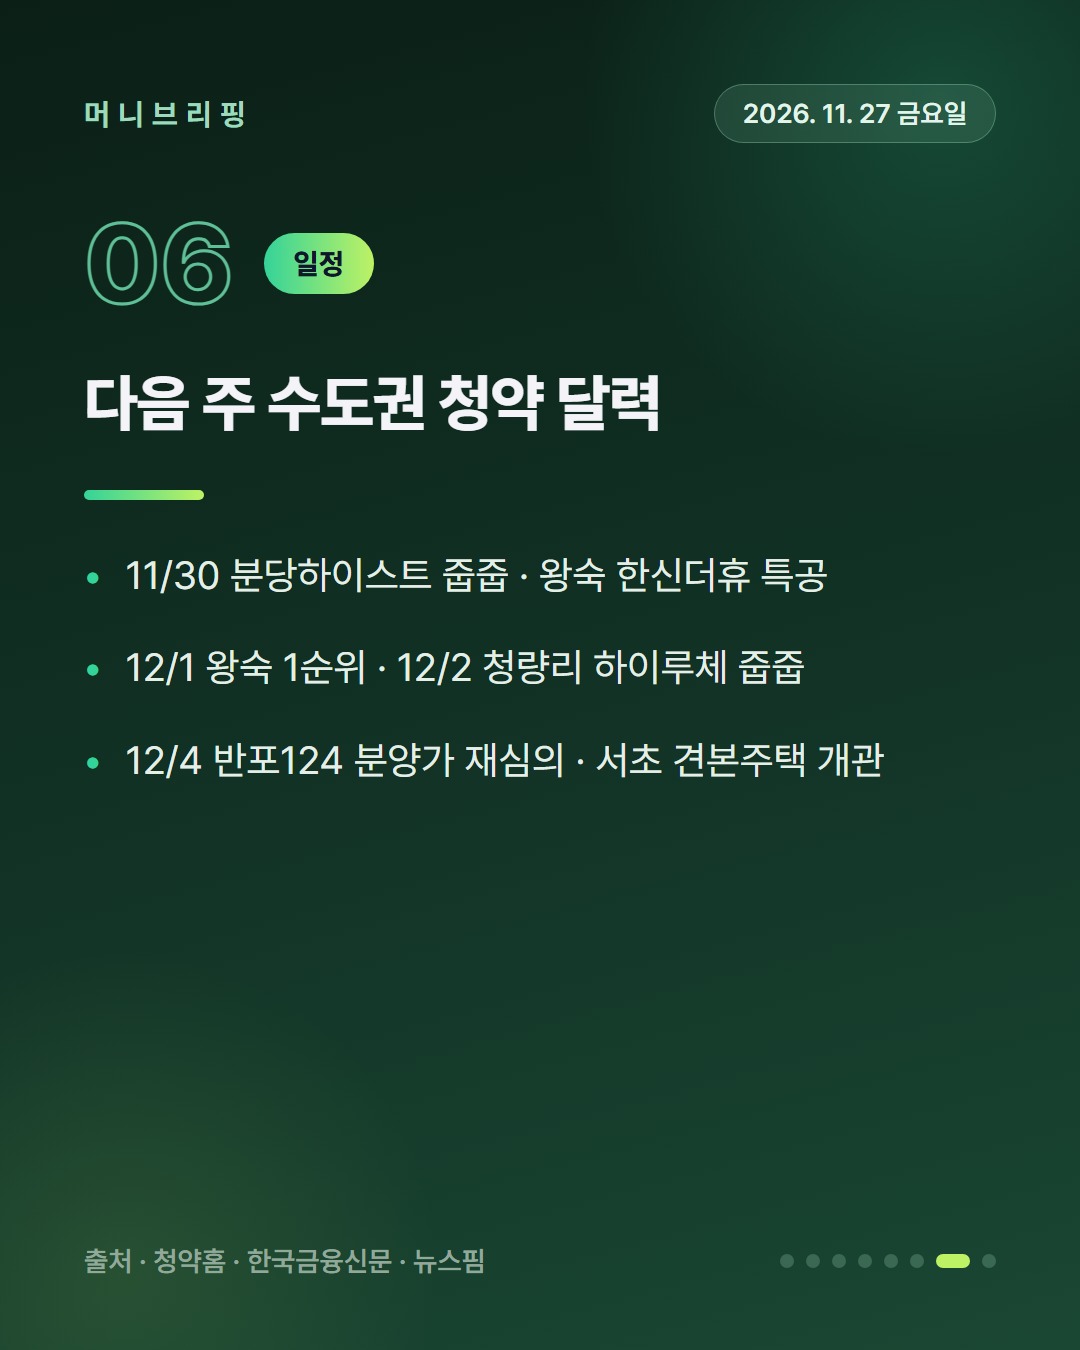 머니브리핑
2026. 11. 27 금요일
06
일정
다음 주 수도권 청약 달력
• 11/30 분당하이스트 줍줍 · 왕숙 한신더휴 특공
• 12/1 왕숙 1순위 · 12/2 청량리 하이루체 줍줍
• 12/4 반포124 분양가 재심의 · 서초 견본주택 개관
출처 · 청약홈 · 한국금융신문 · 뉴스핌